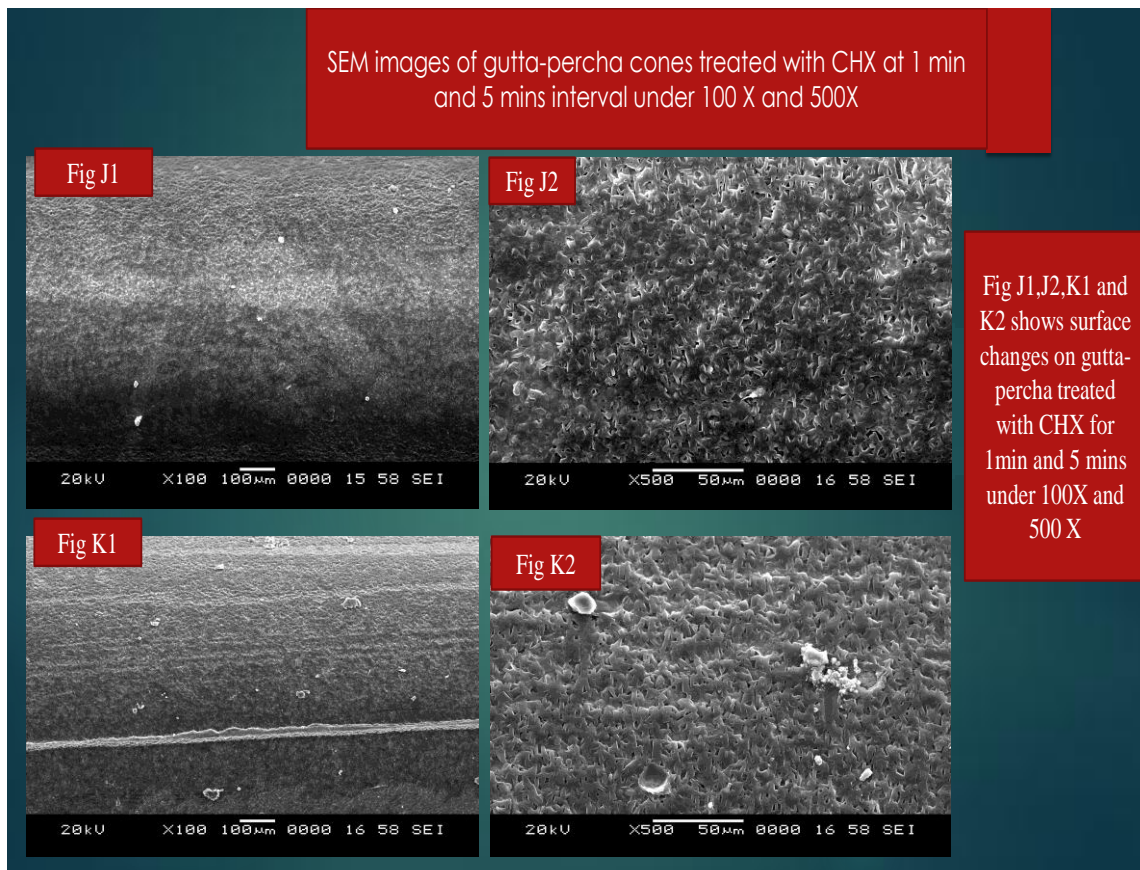 SEM images of gutta-percha cones treated with CHX at 1 min
and 5 mins interval under 100 X and 500X
Fig J1
20kV X100 100µm 0000 15 58 SEI
Fig J2
20kV X500 50µm 0000 16 58 SEI
Fig J1,J2,K1 and
K2 shows surface
changes on gutta-
percha treated
with CHX for
1min and 5 mins
under 100X and
500 X
Fig K1
20kV X100 100µm 0000 16 58 SEI
Fig K2
20kV X500 50µm 0000 16 58 SEI